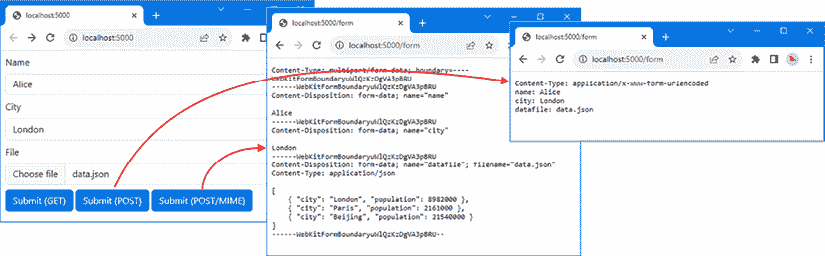 localhost:5000
localhost:5000
Name
Alice
City
London
File
Choose file data.json
Submit (GET) Submit (POST) Submit (POST/MIME)
localhost:5000/form
localhost:5000/form
Content-Type: multipart/form-data; boundary=----
WebKitFormBoundaryuWlQzKzDgVA3pBRU
------WebKitFormBoundaryuWlQzKzDgVA3pBRU
Content-Disposition: form-data; name="name"
Alice
------WebKitFormBoundaryuWlQzKzDgVA3pBRU
Content-Disposition: form-data; name="city"
London
------WebKitFormBoundaryuWlQzKzDgVA3pBRU
Content-Disposition: form-data; name="datafile"; filename="data.json"
Content-Type: application/json
[
{ "city": "London", "population": 8982000 },
{ "city": "Paris", "population": 2161000 },
{ "city": "Beijing", "population": 21540000 }
]
------WebKitFormBoundaryuWlQzKzDgVA3pBRU--
localhost:5000/form
localhost:5000/form
Content-Type: application/x-www-form-urlencoded
name: Alice
city: London
datafile: data.json